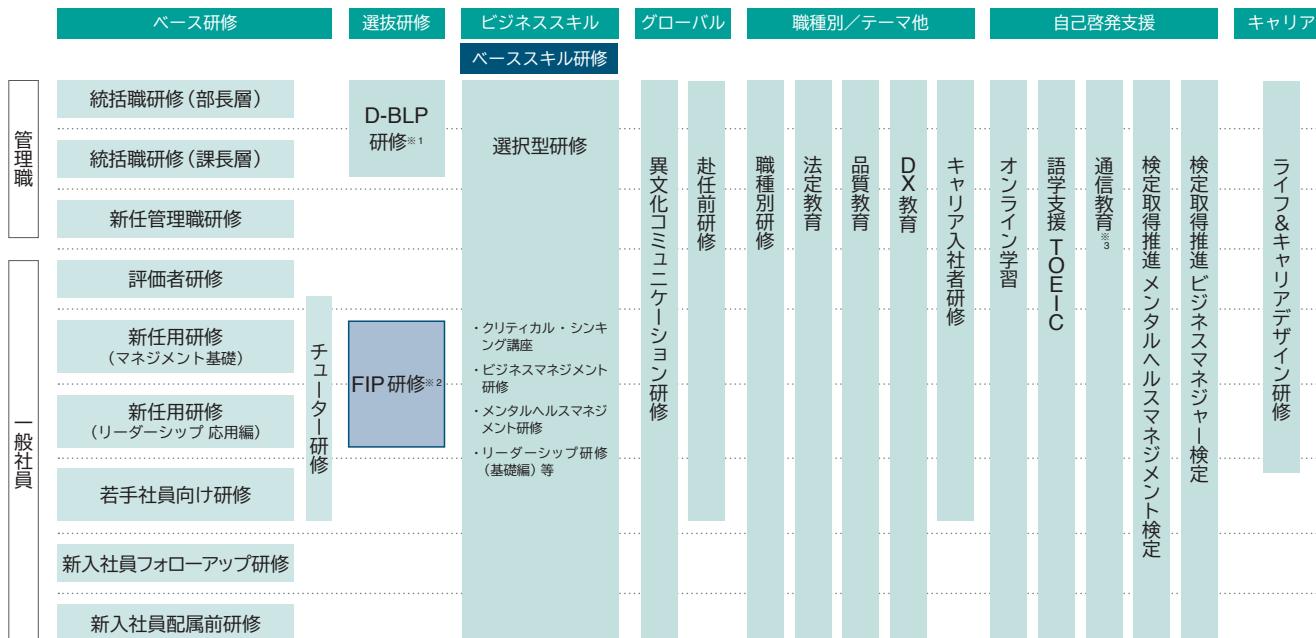 ベース研修
選抜研修
ビジネススキル
グローバル
職種別／テーマ他
自己啓発支援
キャリア
ベーススキル研修
管理職
統括職研修（部長層）
統括職研修（課長層）
新任管理職研修
一般社員
評価者研修
新任用研修
（マネジメント基礎）
新任用研修
（リーダーシップ 応用編）
若手社員向け研修
新入社員フォローアップ研修
新入社員配属前研修
チューター研修
D-BLP
研修※1
FIP研修※2
選択型研修
・クリティカル・シンキ
ング講座
・ビジネスマネジメント
研修
・メンタルヘルスマネジ
メント研修
・リーダーシップ研修
（基礎編）等
異文化コミュニケーション研修
赴任前研修
職種別研修
法定教育
品質教育
DX教育
キャリア入社者研修
オンライン学習
語学支援 TOEIC
通信教育※3
検定取得推進 メンタルヘルスマネジメント検定
検定取得推進 ビジネスマネジャー検定
ライフ&キャリアデザイン研修